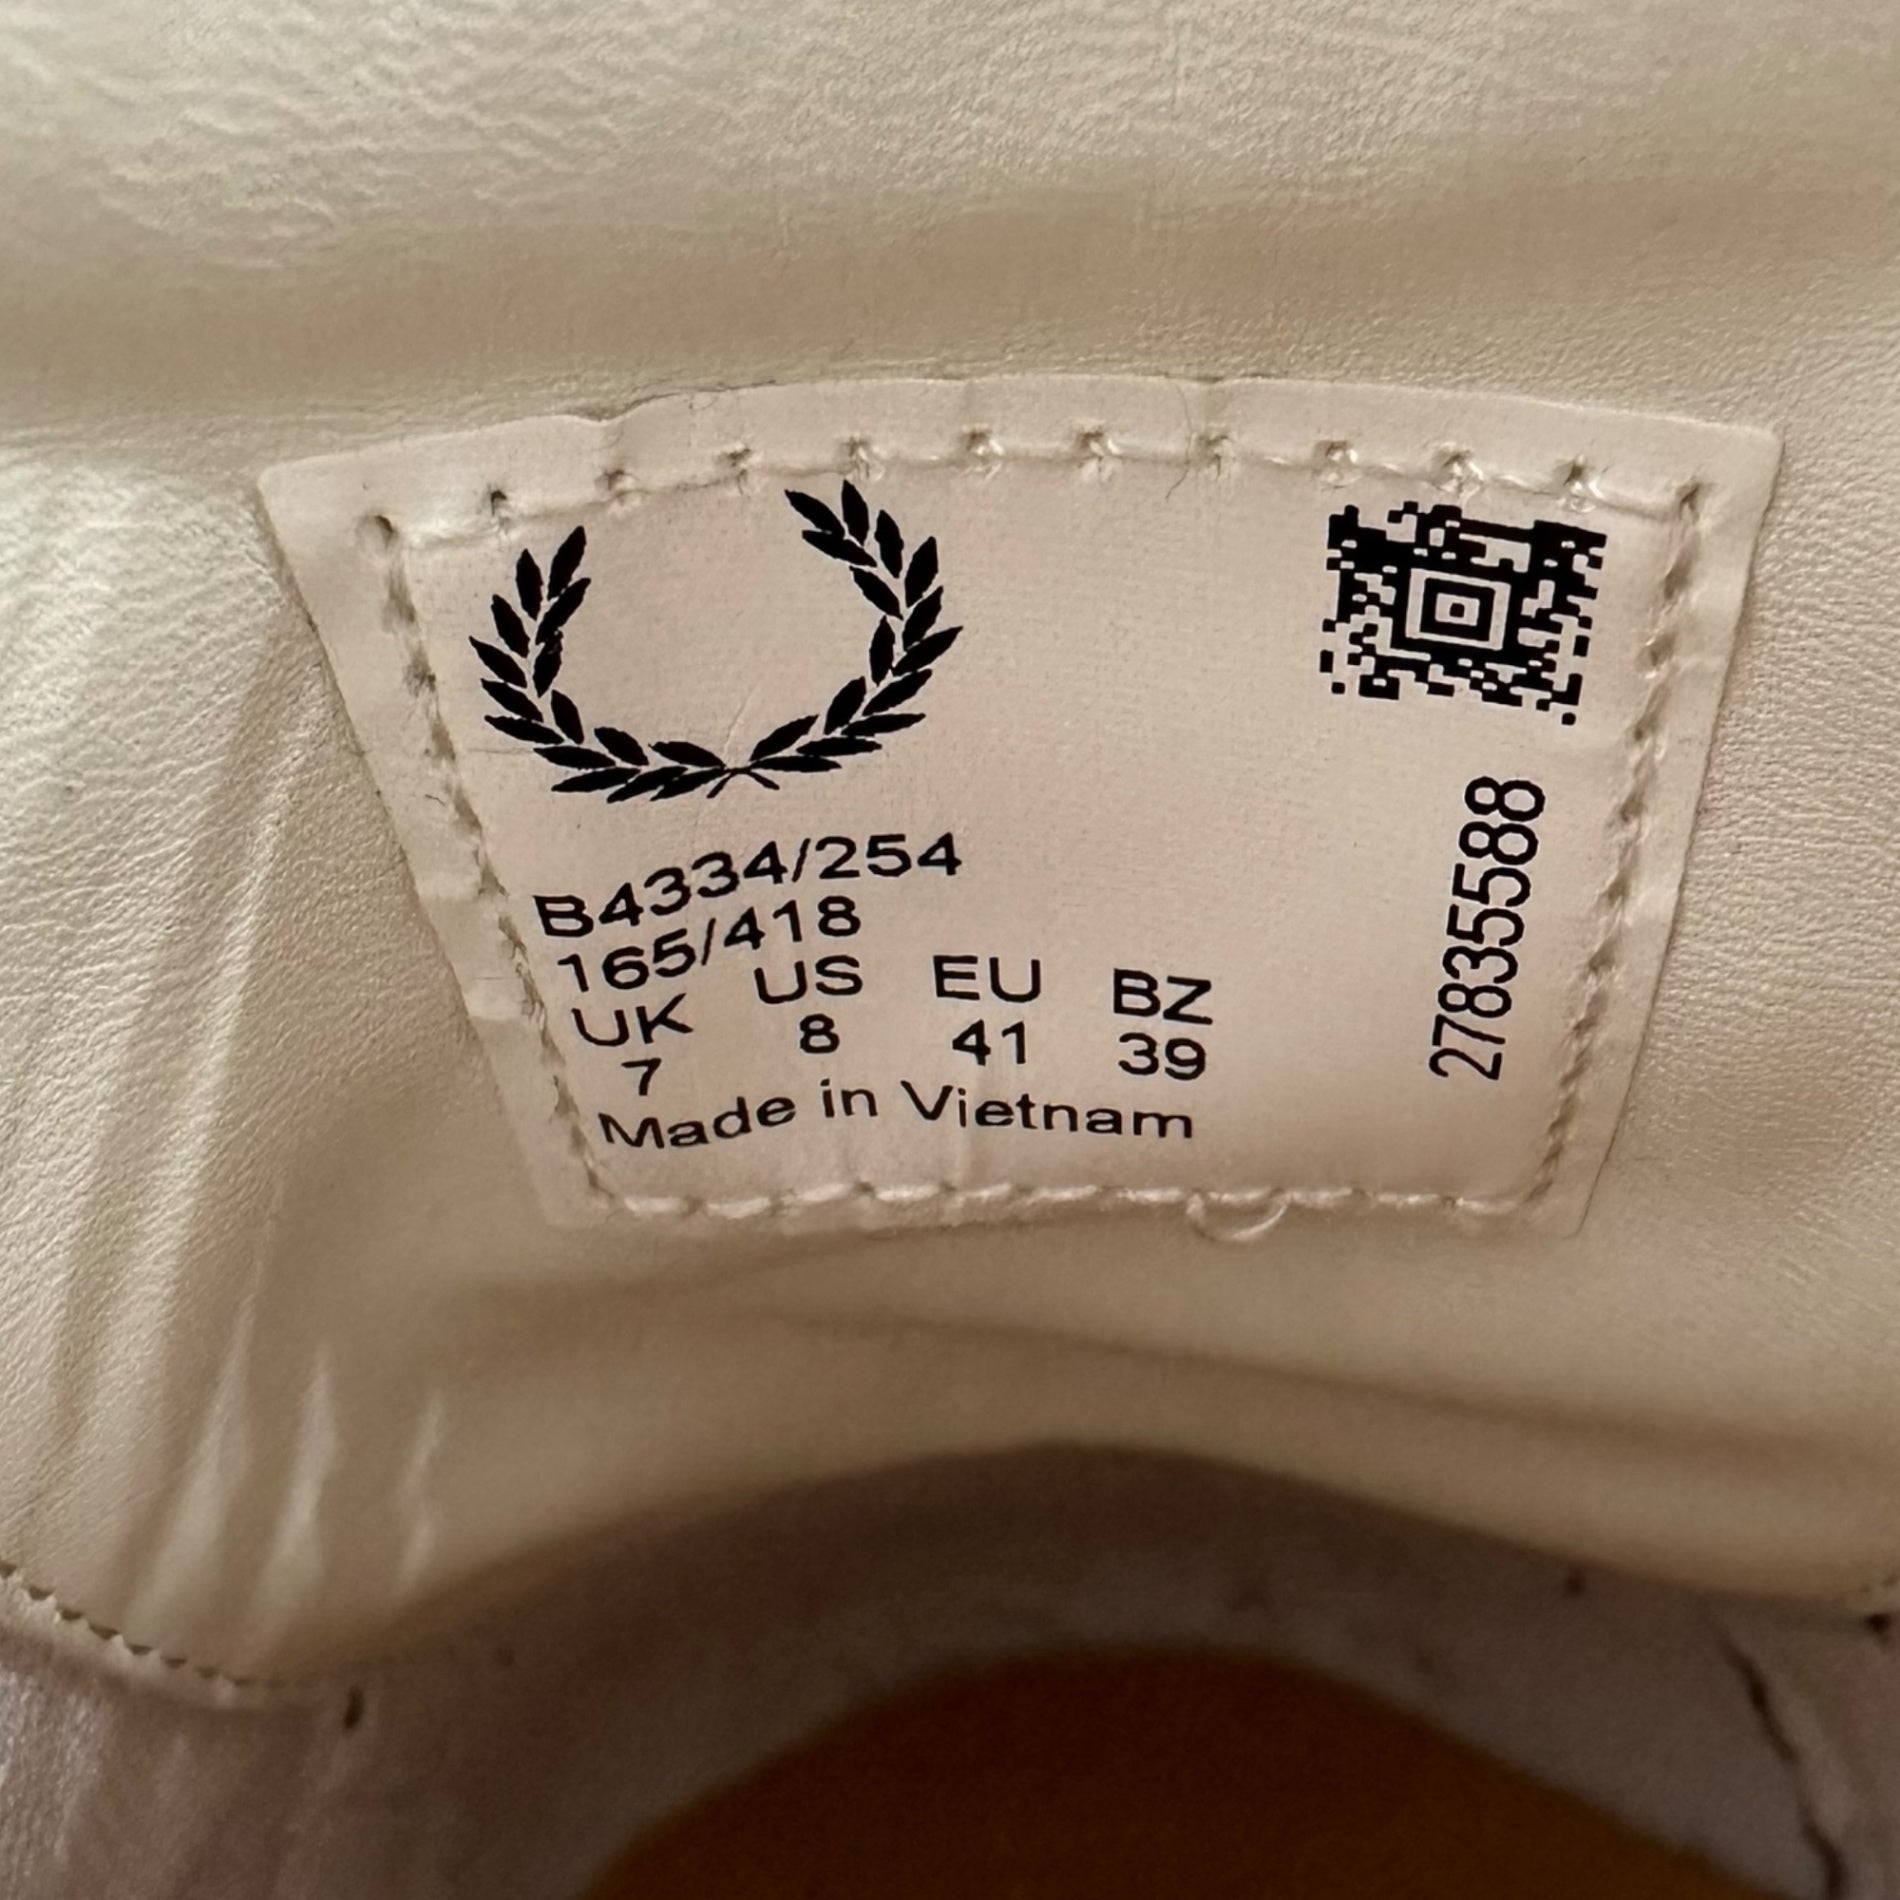 B4334/254
165/418
UK US EU BZ
7 8 41 39
Made in Vietnam
27835588